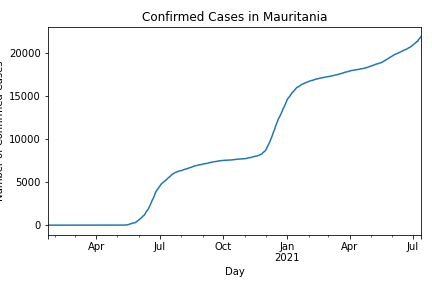 Confirmed Cases in Mauritania
Number of Confirmed Cases
20000
15000
10000
5000
0
Apr
Jul
Oct
Jan
2021
Apr
Jul
Day